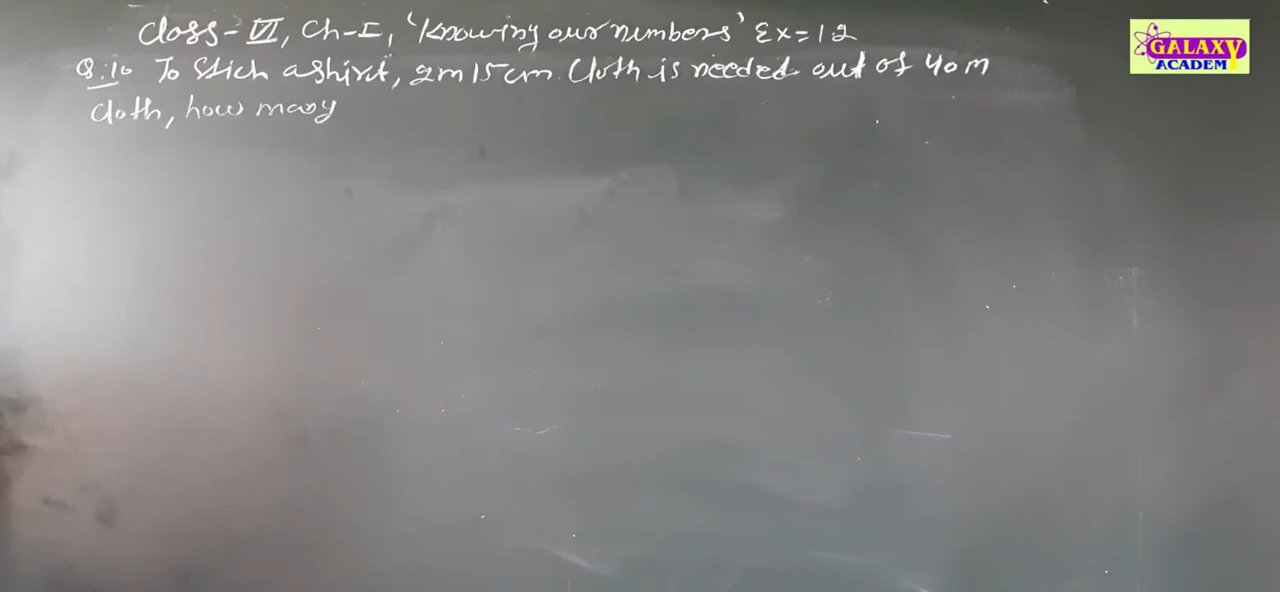 Class-VI, Ch-I, 'Knowing our numbers' Ex=1.2
Q.10 To Stich a shirt, 2m 15cm Cloth is needed out of 40m
Cloth, how many
GALAXY
ACADEM